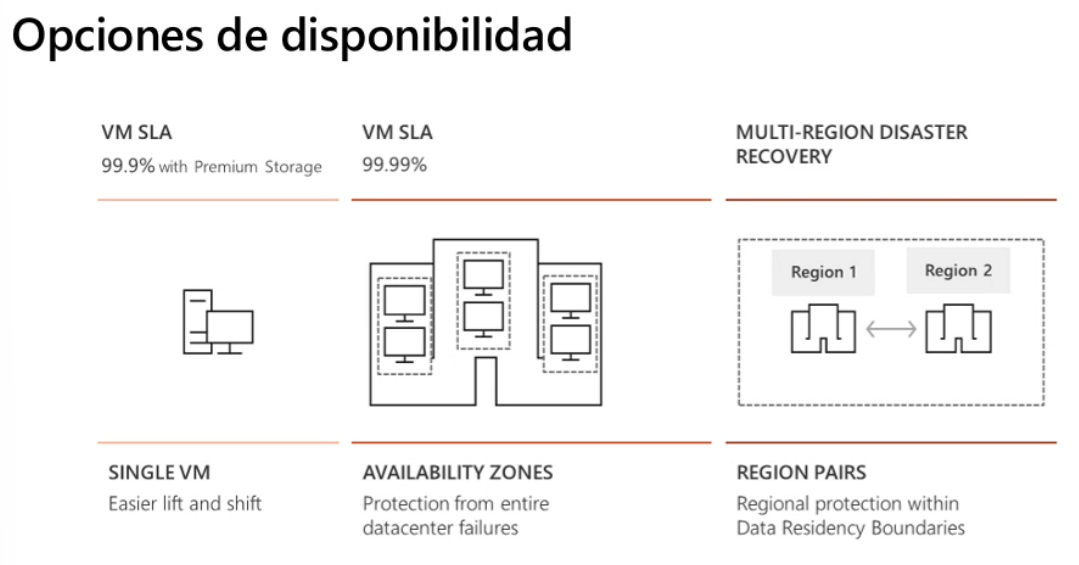 Opciones de disponibilidad
VM SLA
99.9% with Premium Storage
VM SLA
99.99%
MULTI-REGION DISASTER
RECOVERY
Region 1
Region 2
SINGLE VM
Easier lift and shift
AVAILABILITY ZONES
Protection from entire
datacenter failures
REGION PAIRS
Regional protection within
Data Residency Boundaries